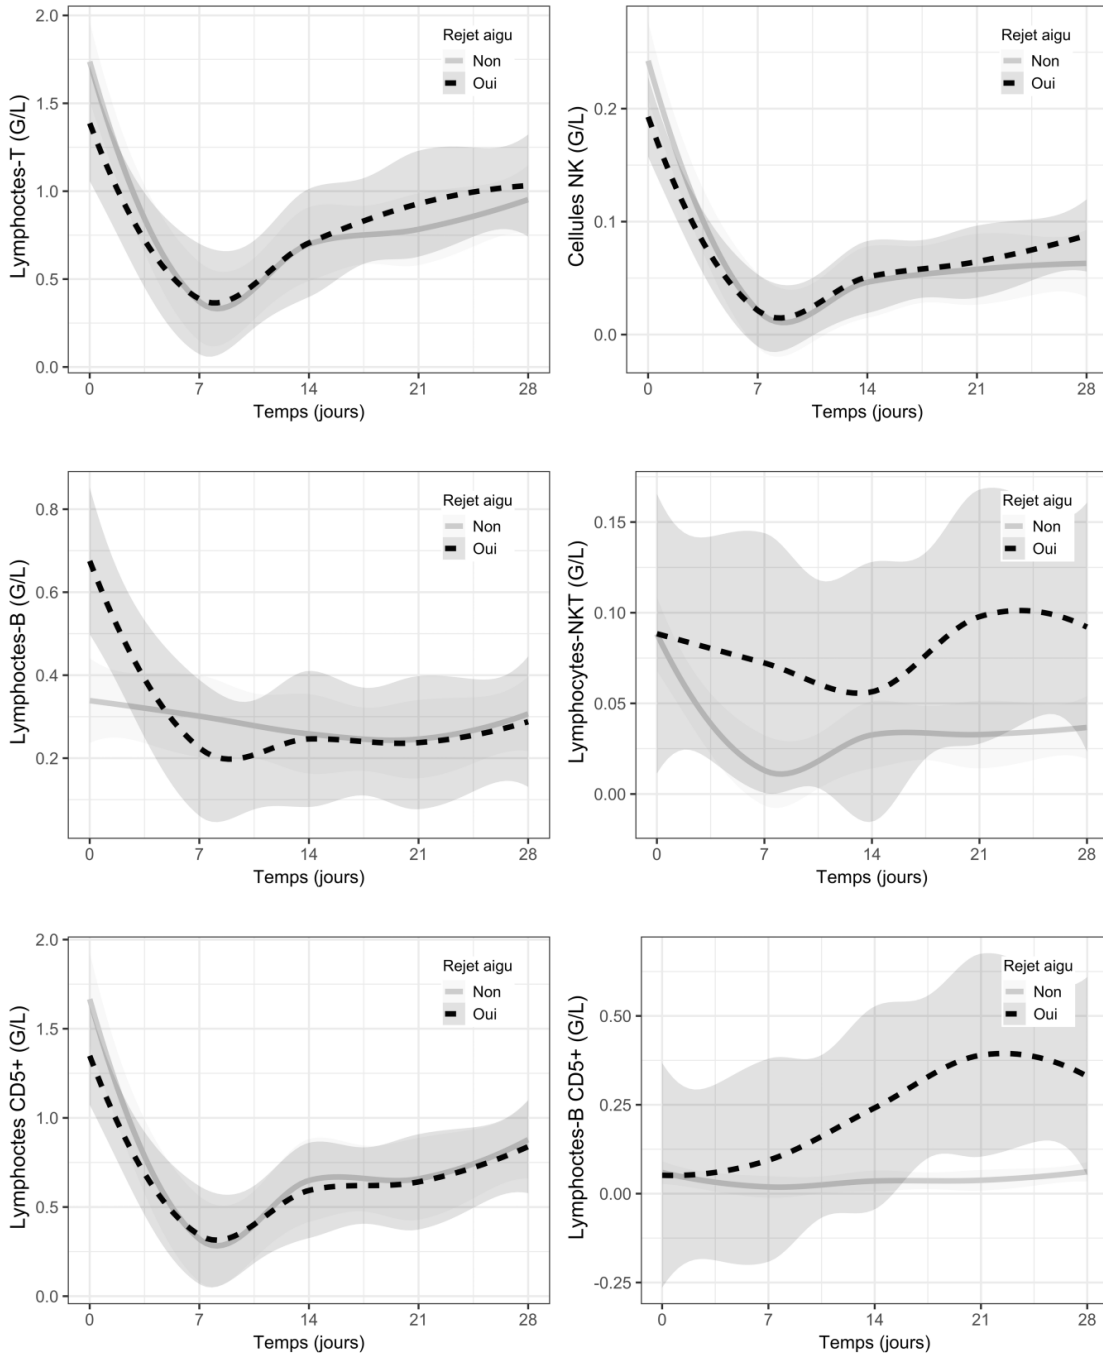 Lymphoctes-T (G/L)
2.0
1.5
1.0
0.5
0.0
Rejet aigu
Non
Oui
0 7 14 21 28
Temps (jours)
Cellules NK (G/L)
0.2
0.1
0.0
Rejet aigu
Non
Oui
0 7 14 21 28
Temps (jours)
Lymphoctes-B (G/L)
0.8
0.6
0.4
0.2
Rejet aigu
Non
Oui
0 7 14 21 28
Temps (jours)
Lymphocytes-NKT (G/L)
0.15
0.10
0.05
0.00
Rejet aigu
Non
Oui
0 7 14 21 28
Temps (jours)
Lymphoctes CD5+ (G/L)
2.0
1.5
1.0
0.5
0.0
Rejet aigu
Non
Oui
0 7 14 21 28
Temps (jours)
Lymphoctes-B CD5+ (G/L)
0.50
0.25
0.00
-0.25
Rejet aigu
Non
Oui
0 7 14 21 28
Temps (jours)